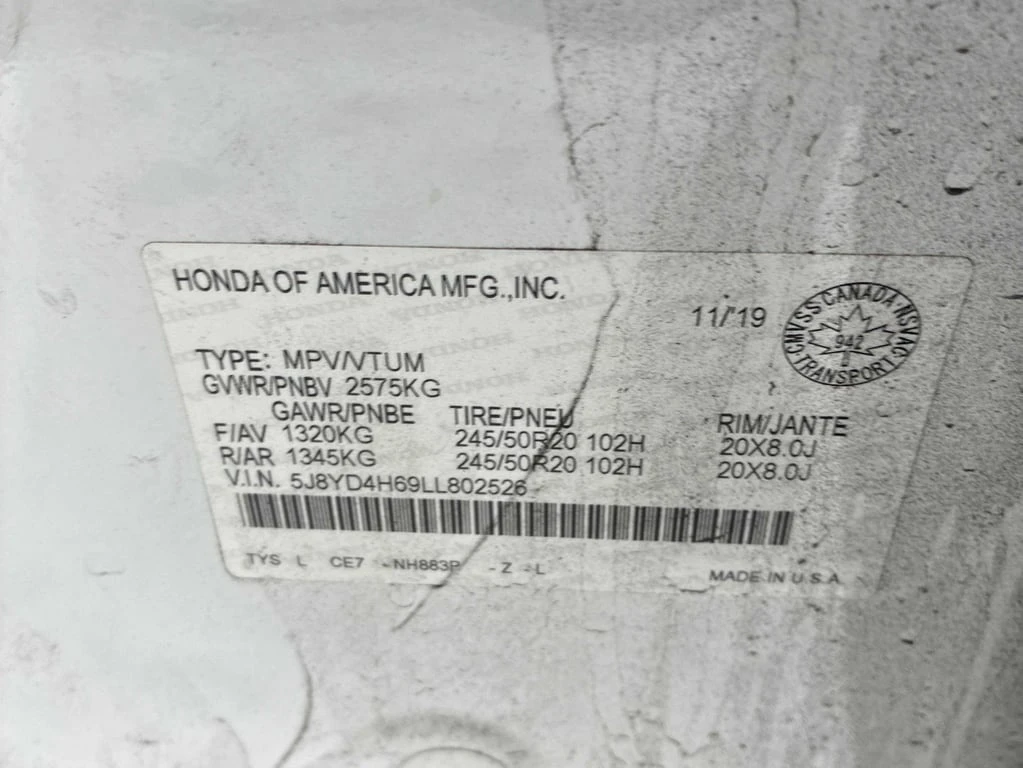 HONDA OF AMERICA MFG.,INC.
11/'19
CMVSS CANADA-NSVAC
942
TRANSPORT
TYPE: MPV/VTUM
GVWR/PNBV 2575KG
GAWR/PNBE TIRE/PNEU RIM/JANTE
F/AV 1320KG 245/50R20 102H 20X8.0J
R/AR 1345KG 245/50R20 102H 20X8.0J
V.I.N. 5J8YD4H69LL802526
TYS L CE7 -NH883P -Z -L
MADE IN U.S.A.